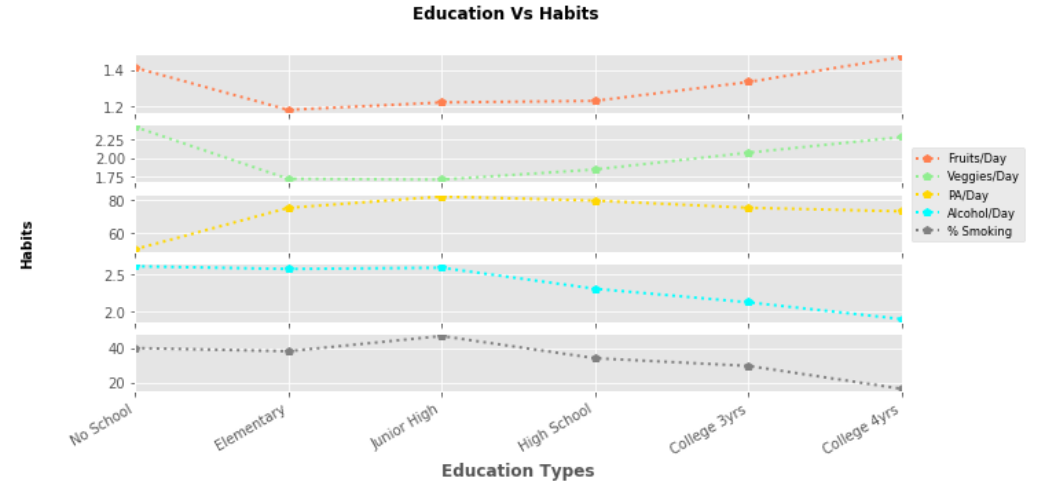 Education Vs Habits
1.4
1.2
2.25
2.00
1.75
80
60
2.5
2.0
40
20
Habits
Fruits/Day
Veggies/Day
PA/Day
Alcohol/Day
% Smoking
No School
Elementary
Junior High
High School
College 3yrs
College 4yrs
Education Types